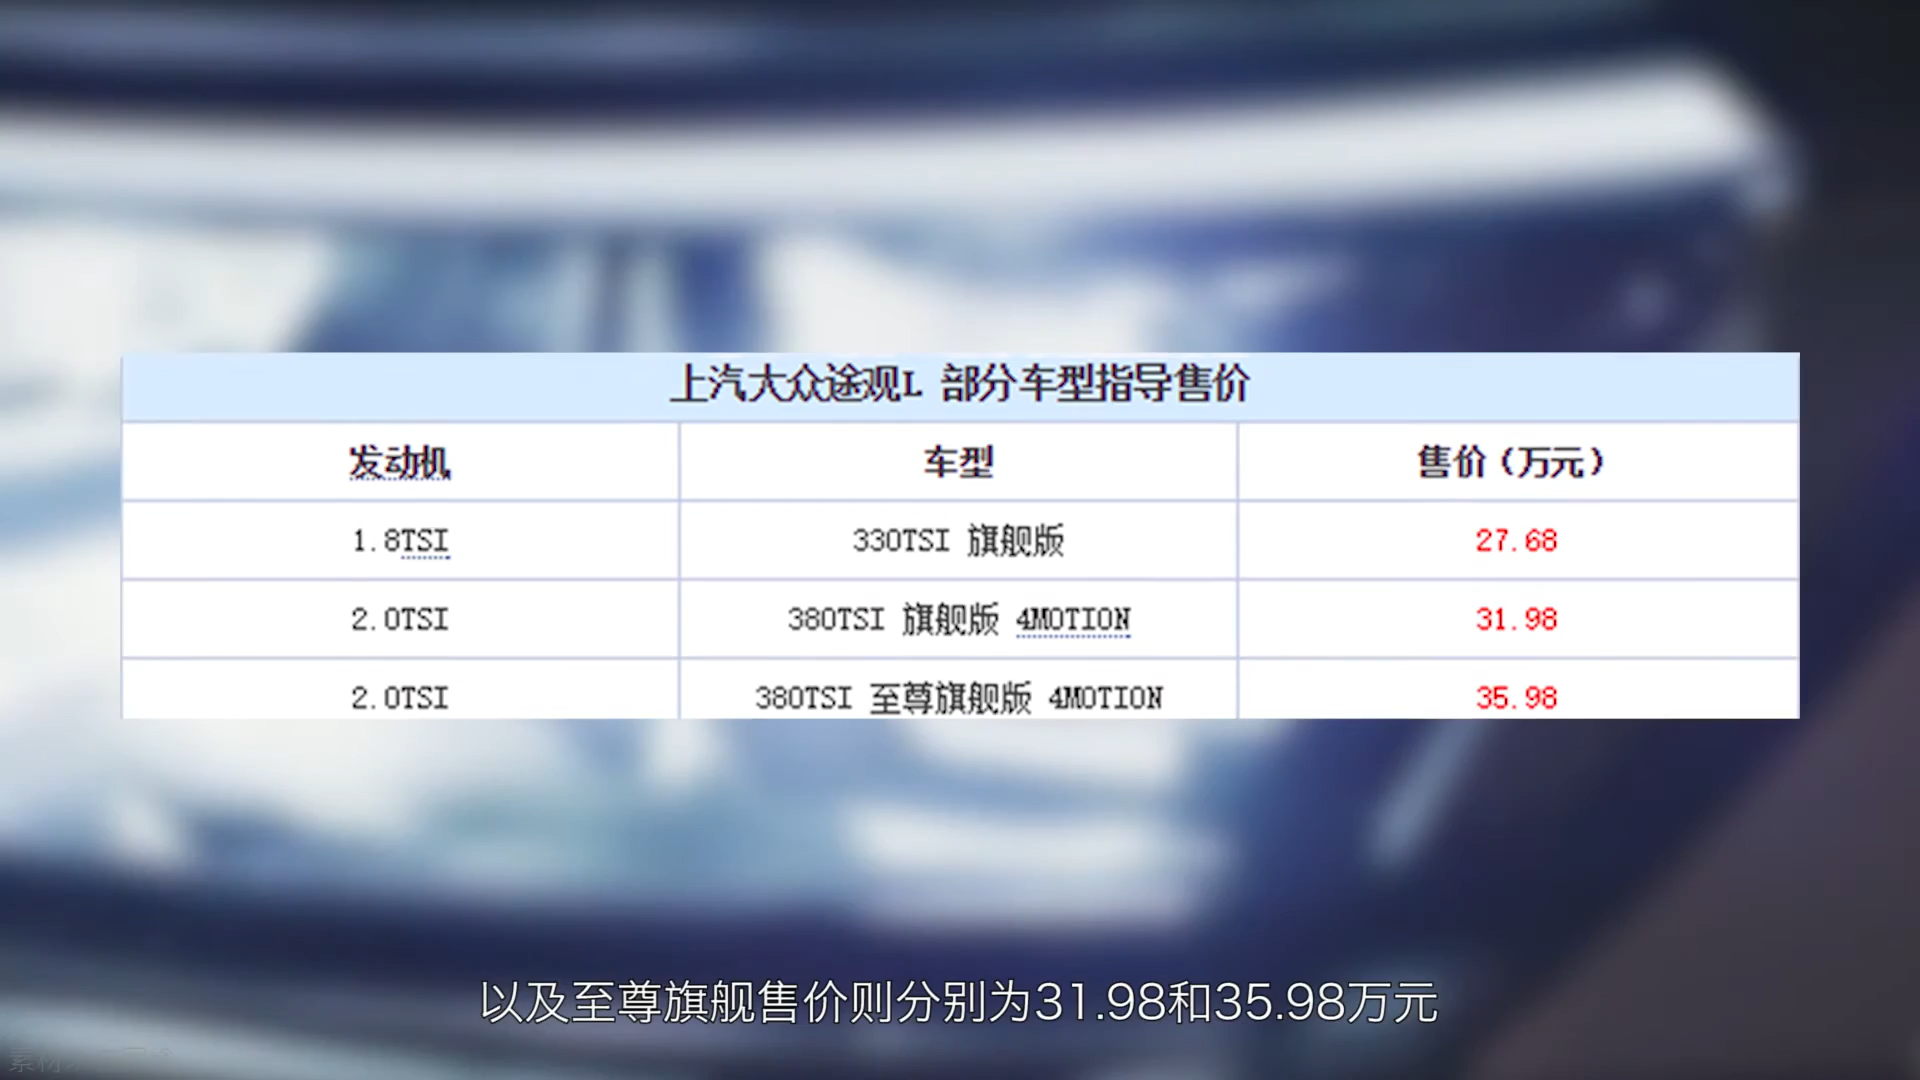 上汽大众途观L 部分车型指导售价
发动机 车型 售价（万元）
1.8TSI 330TSI 旗舰版 27.68
2.0TSI 380TSI 旗舰版 4MOTION 31.98
2.0TSI 380TSI 至尊旗舰版 4MOTION 35.98
以及至尊旗舰售价则分别为31.98和35.98万元